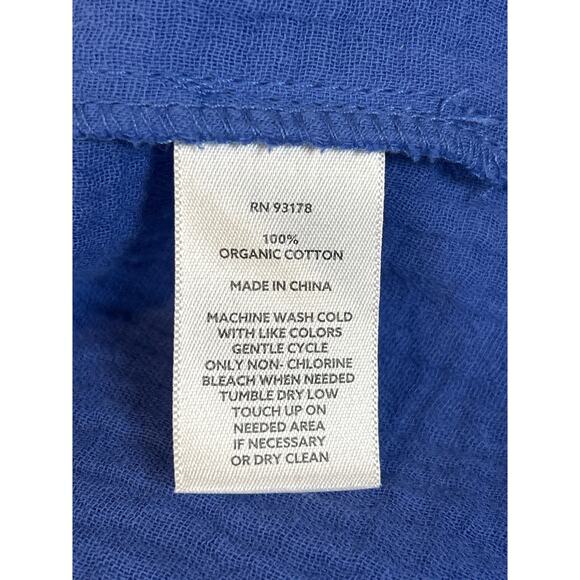 RN 93178
100%
ORGANIC COTTON
MADE IN CHINA
MACHINE WASH COLD
WITH LIKE COLORS
GENTLE CYCLE
ONLY NON- CHLORINE
BLEACH WHEN NEEDED
TUMBLE DRY LOW
TOUCH UP ON
NEEDED AREA
IF NECESSARY
OR DRY CLEAN